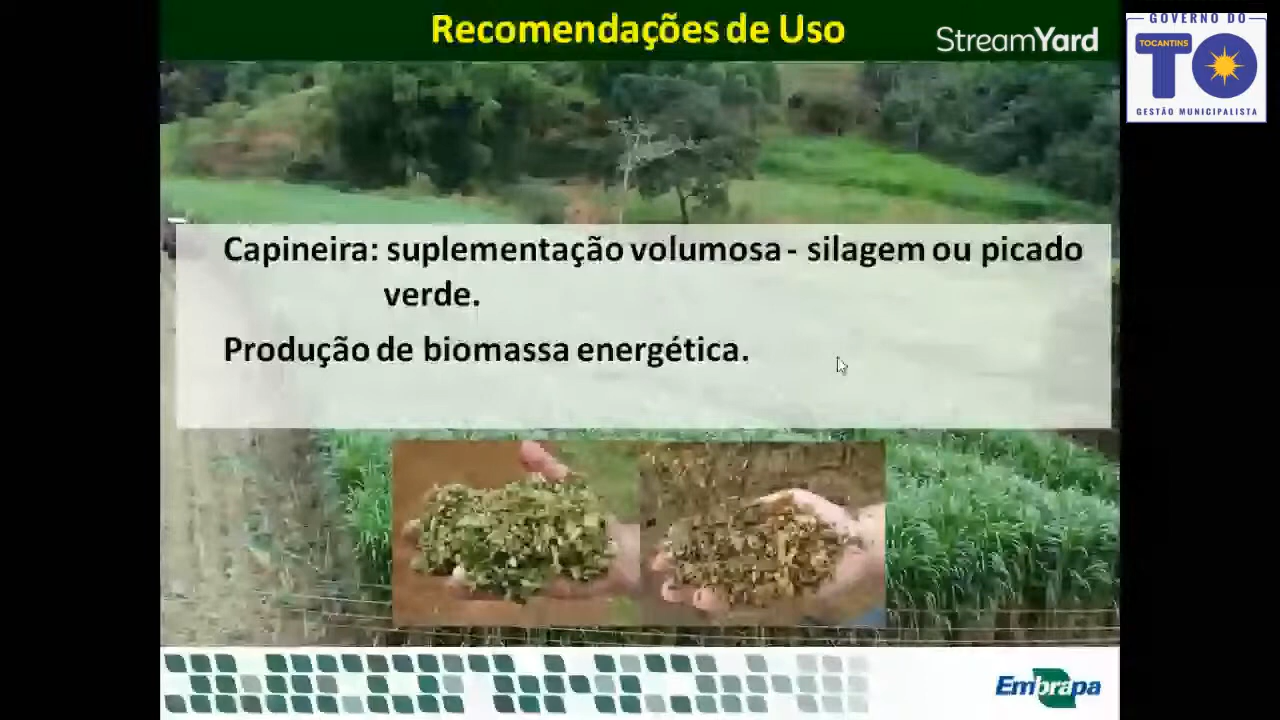 Recomendações de Uso
StreamYard
GOVERNO DO
TOCANTINS
TO
GESTÃO MUNICIPALISTA
Capineira: suplementação volumosa - silagem ou picado
verde.
Produção de biomassa energética.
Embrapa